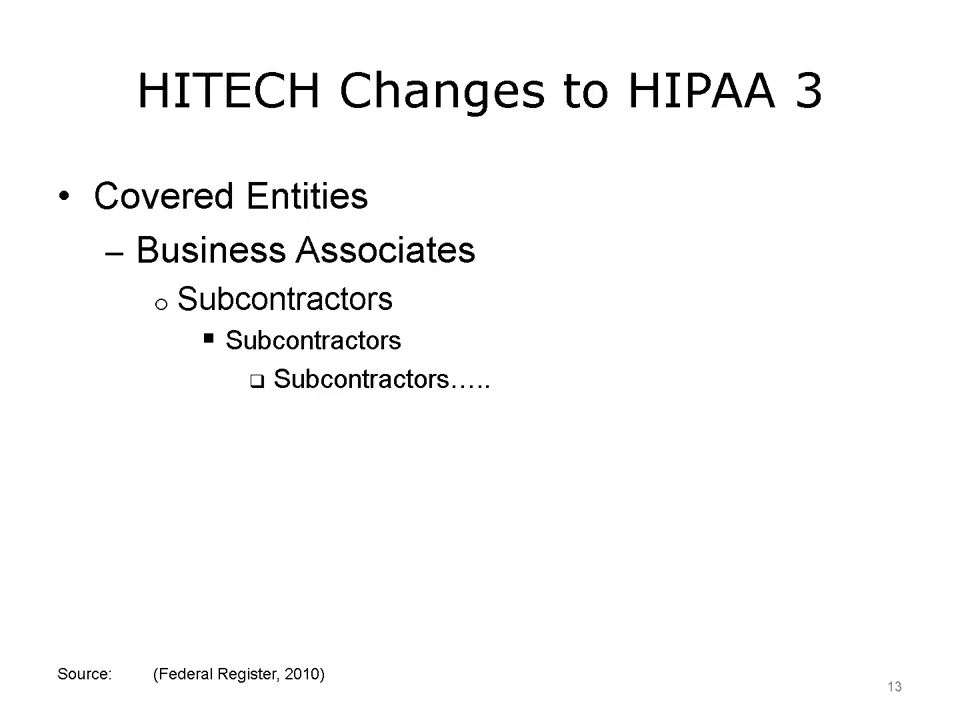 HITECH Changes to HIPAA 3
• Covered Entities
– Business Associates
o Subcontractors
▪ Subcontractors
❑ Subcontractors…..
Source: (Federal Register, 2010)
13